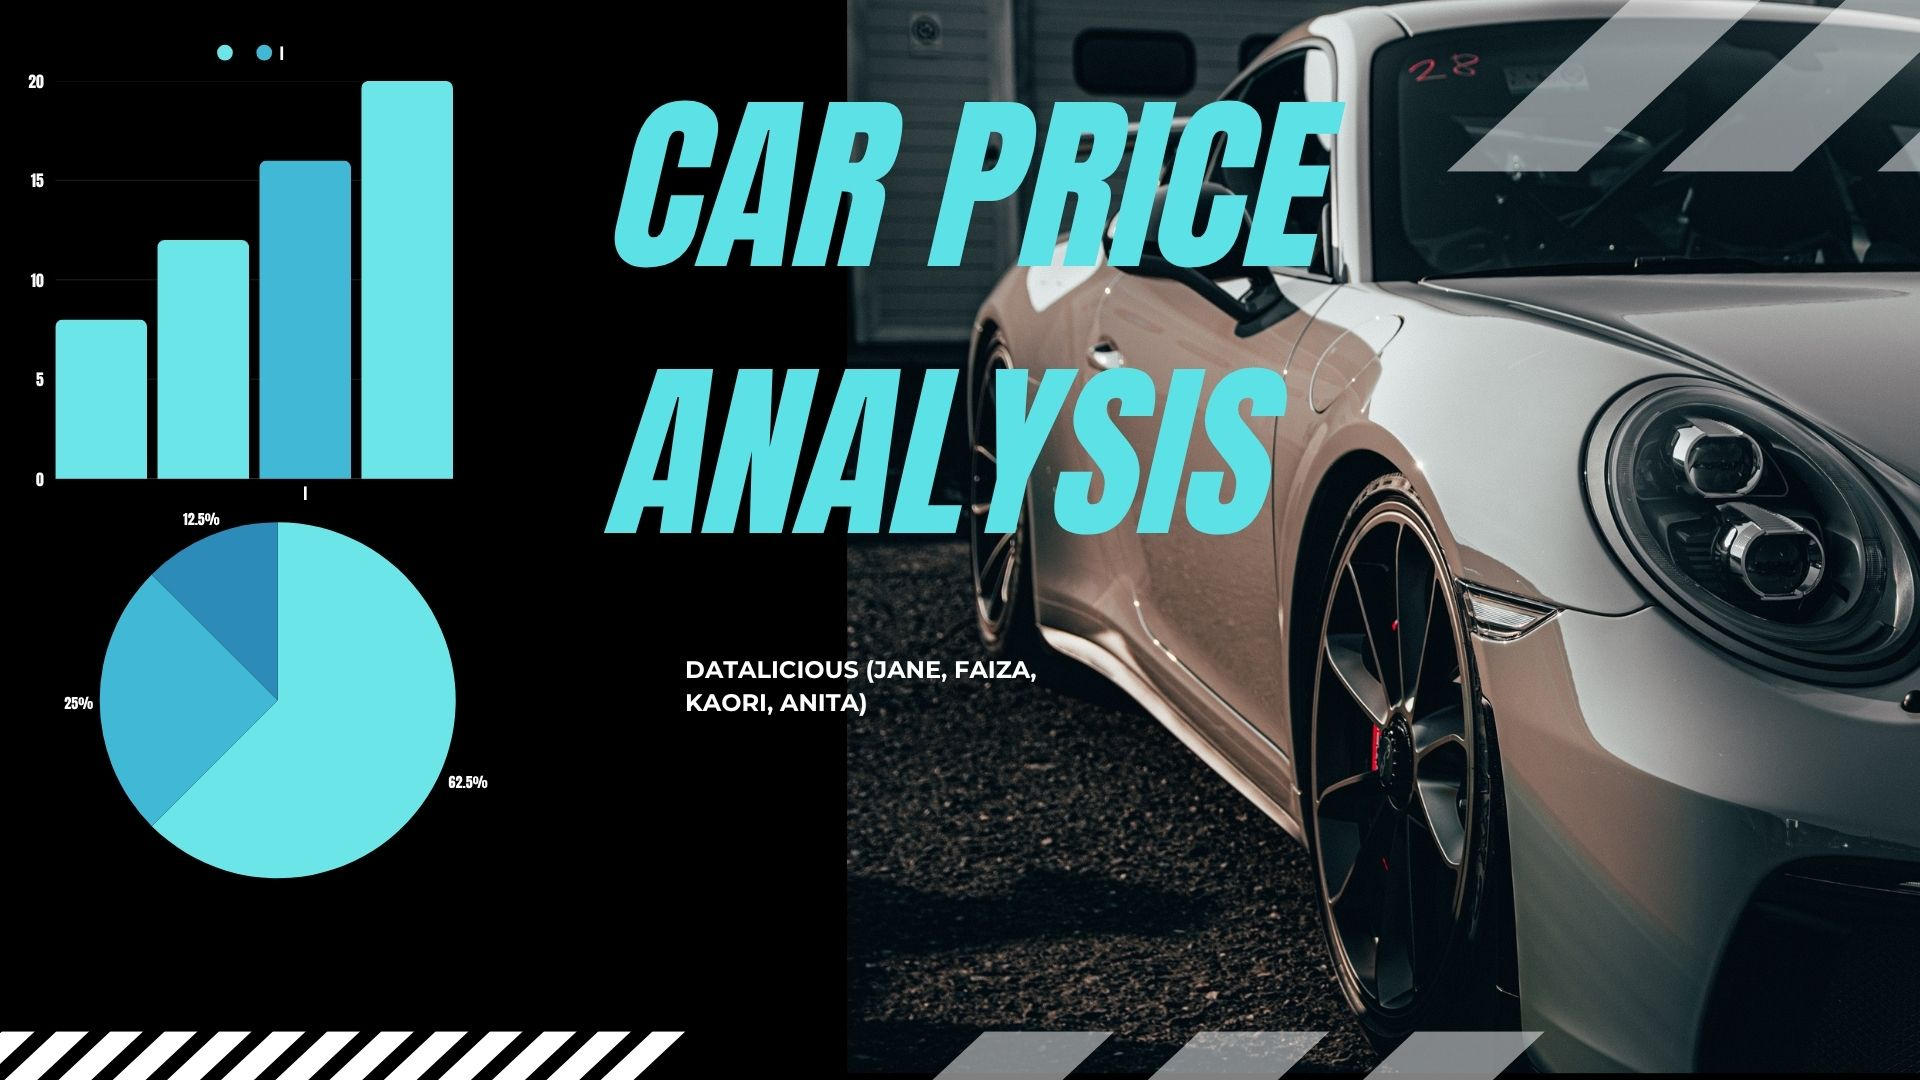 I
20
15
10
5
0
I
12.5%
25%
62.5%
CAR PRICE
ANALYSIS
DATALICIOUS (JANE, FAIZA,
KAORI, ANITA)
28